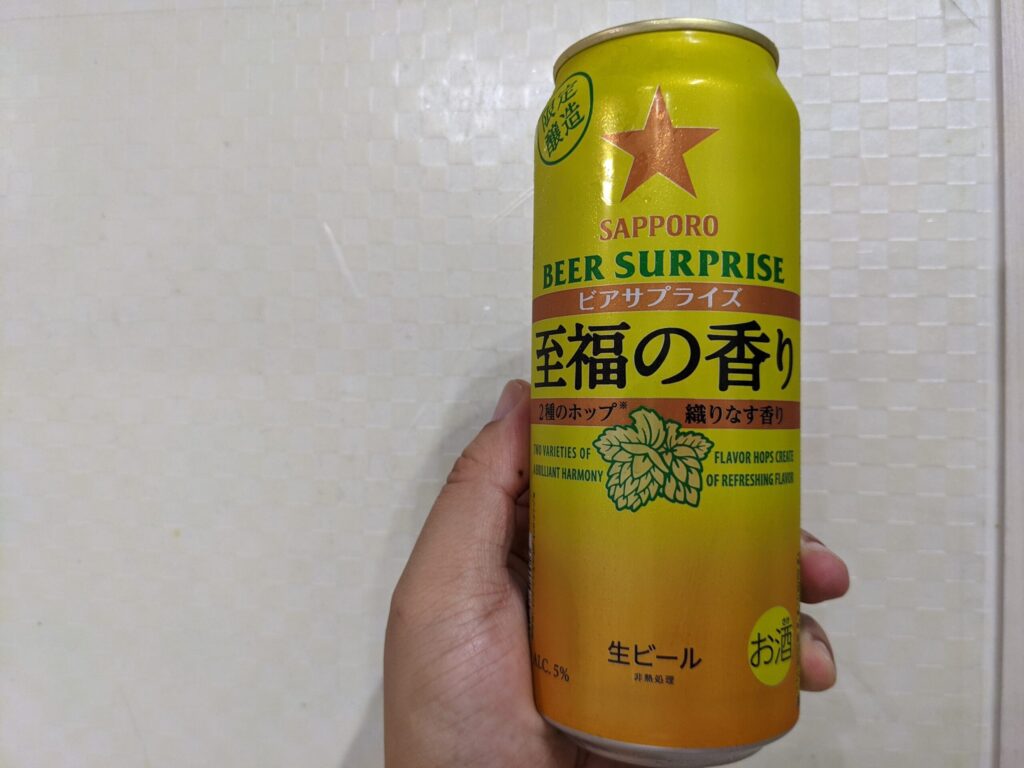 限定
醸造
SAPPORO
BEER SURPRISE
ビアサプライズ
至福の香り
2種のホップ※ 織りなす香り
TWO VARIETIES OF FLAVOR HOPS CREATE
A BRILLIANT HARMONY OF REFRESHING FLAVOR
生ビール
非熱処理
ALC. 5%
お酒